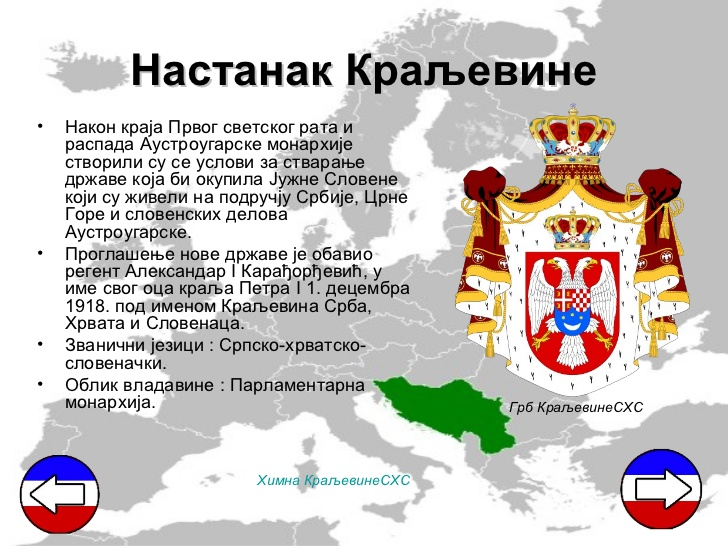 Настанак Краљевине
• Након краја Првог светског рата и
распада Аустроугарске монархије
створили су се услови за стварање
државе која би окупила Јужне Словене
који су живели на подручју Србије, Црне
Горе и словенских делова
Аустроугарске.
• Проглашење нове државе је обавио
регент Александар I Карађорђевић, у
име свог оца краља Петра I 1. децембра
1918. под именом Краљевина Срба,
Хрвата и Словенаца.
• Званични језици : Српско-хрватско-
словеначки.
• Облик владавине : Парламентарна
монархија.
Грб КраљевинеСХС
Химна КраљевинеСХС